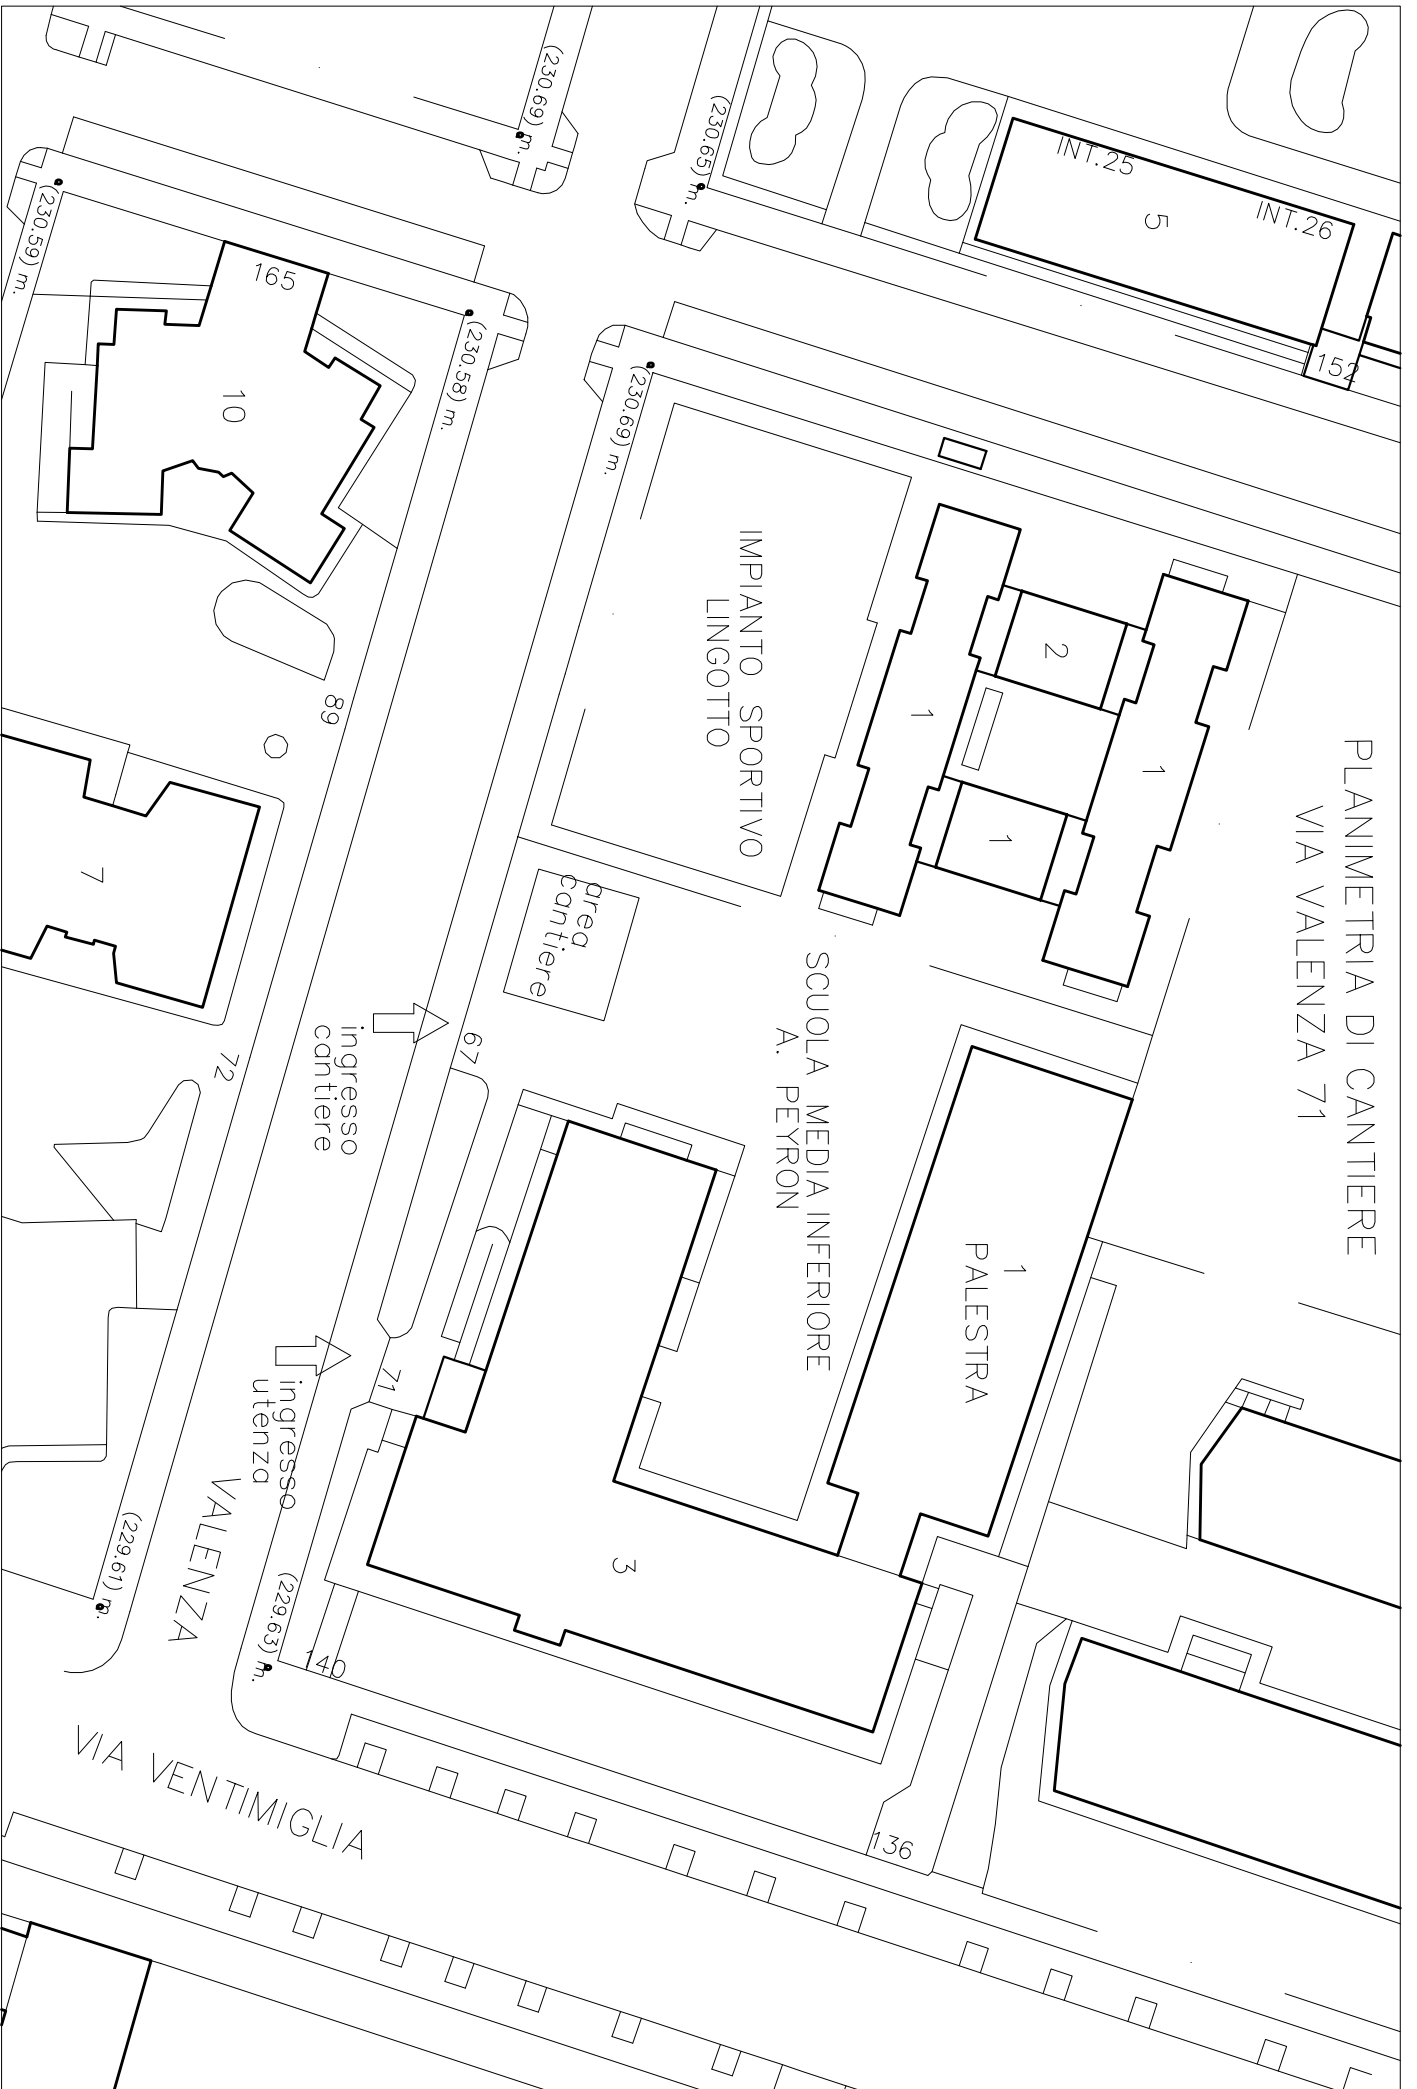 PLANIMETRIA DI CANTIERE
VIA VALENZA 71
INT.25
INT.26
5
152
(230.69) m.
(230.65) m.
(230.59) m.
165
10
(230.58) m.
(230.69) m.
IMPIANTO SPORTIVO
LINGOTTO
2
1
1
1
89
7
72
area
cantiere
ingresso
cantiere
67
SCUOLA MEDIA INFERIORE
A. PEYRON
1
PALESTRA
71
ingresso
utenza
3
VALENZA
(229.61) m.
(229.63) m.
140
136
VIA VENTIMIGLIA